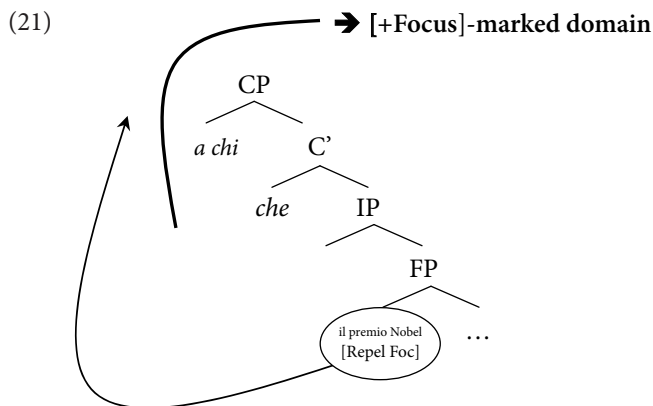 (21)
➔ [+Focus]-marked domain
CP
a chi C’
che IP
FP
il premio Nobel
[Repel Foc] …